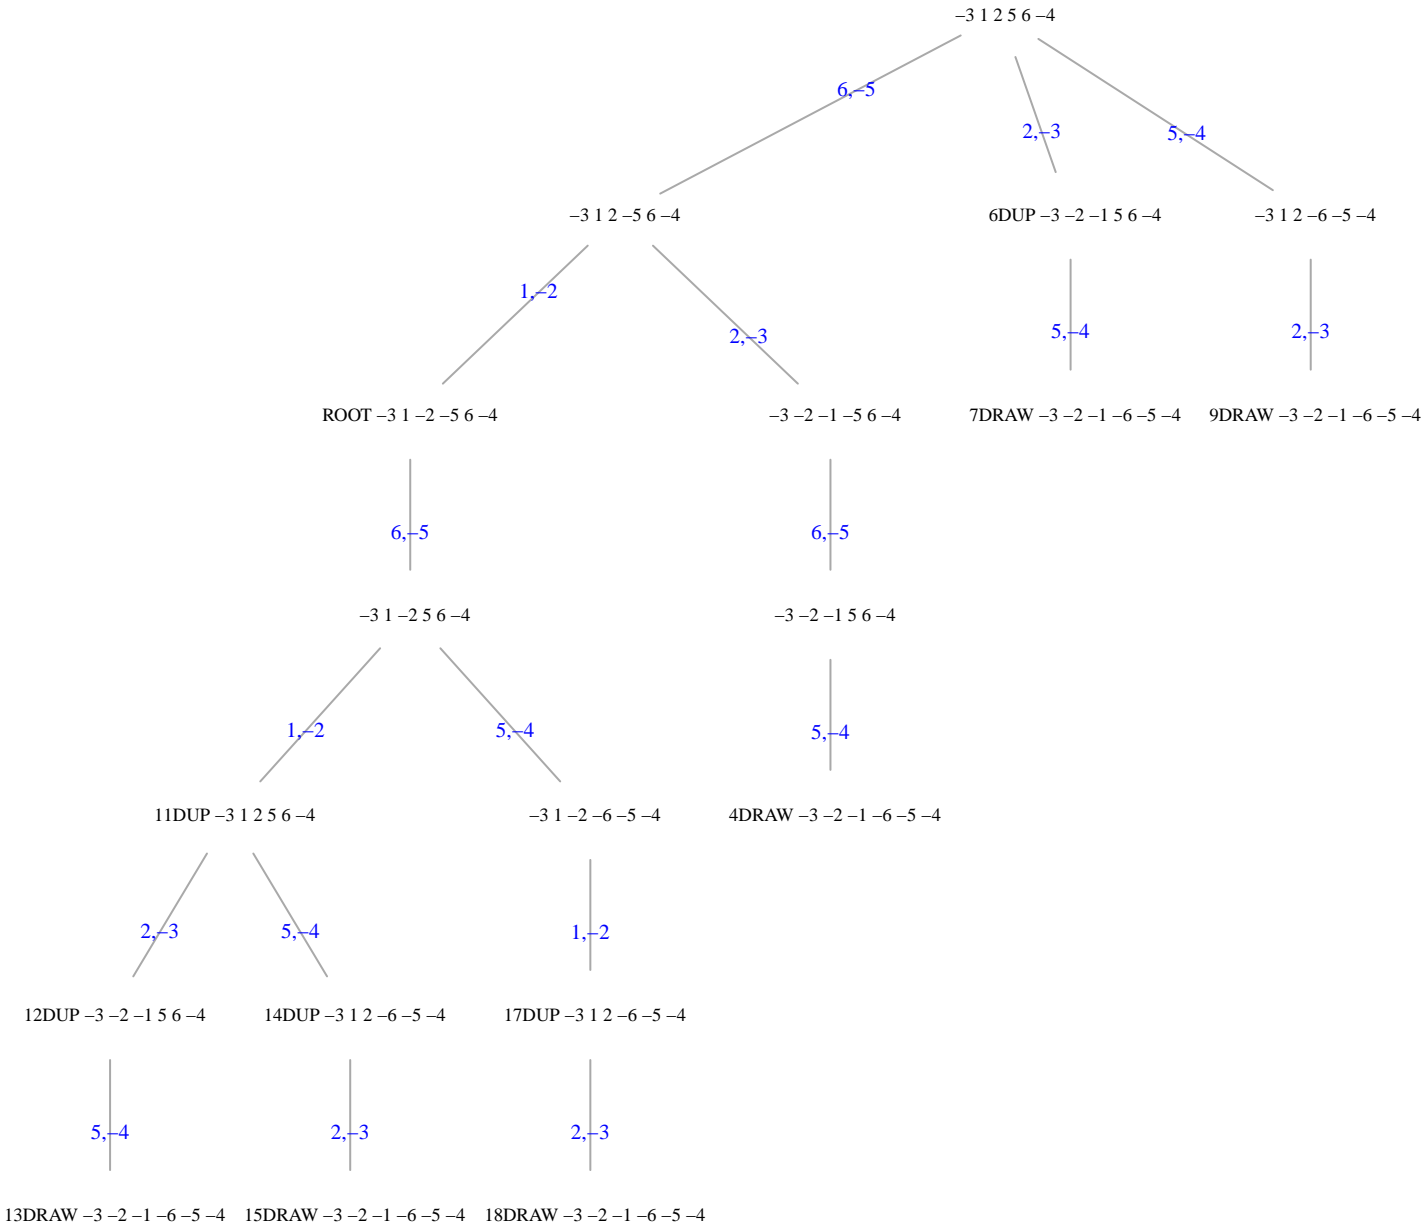 –3 1 2 5 6 –4
6,–5
2,–3
5,–4
–3 1 2 –5 6 –4
6DUP –3 –2 –1 5 6 –4
–3 1 2 –6 –5 –4
1,–2
2,–3
5,–4
2,–3
ROOT –3 1 –2 –5 6 –4
–3 –2 –1 –5 6 –4
7DRAW –3 –2 –1 –6 –5 –4
9DRAW –3 –2 –1 –6 –5 –4
6,–5
6,–5
–3 1 –2 5 6 –4
–3 –2 –1 5 6 –4
1,–2
5,–4
5,–4
11DUP –3 1 2 5 6 –4
–3 1 –2 –6 –5 –4
4DRAW –3 –2 –1 –6 –5 –4
2,–3
5,–4
1,–2
12DUP –3 –2 –1 5 6 –4
14DUP –3 1 2 –6 –5 –4
17DUP –3 1 2 –6 –5 –4
5,–4
2,–3
2,–3
13DRAW –3 –2 –1 –6 –5 –4
15DRAW –3 –2 –1 –6 –5 –4
18DRAW –3 –2 –1 –6 –5 –4